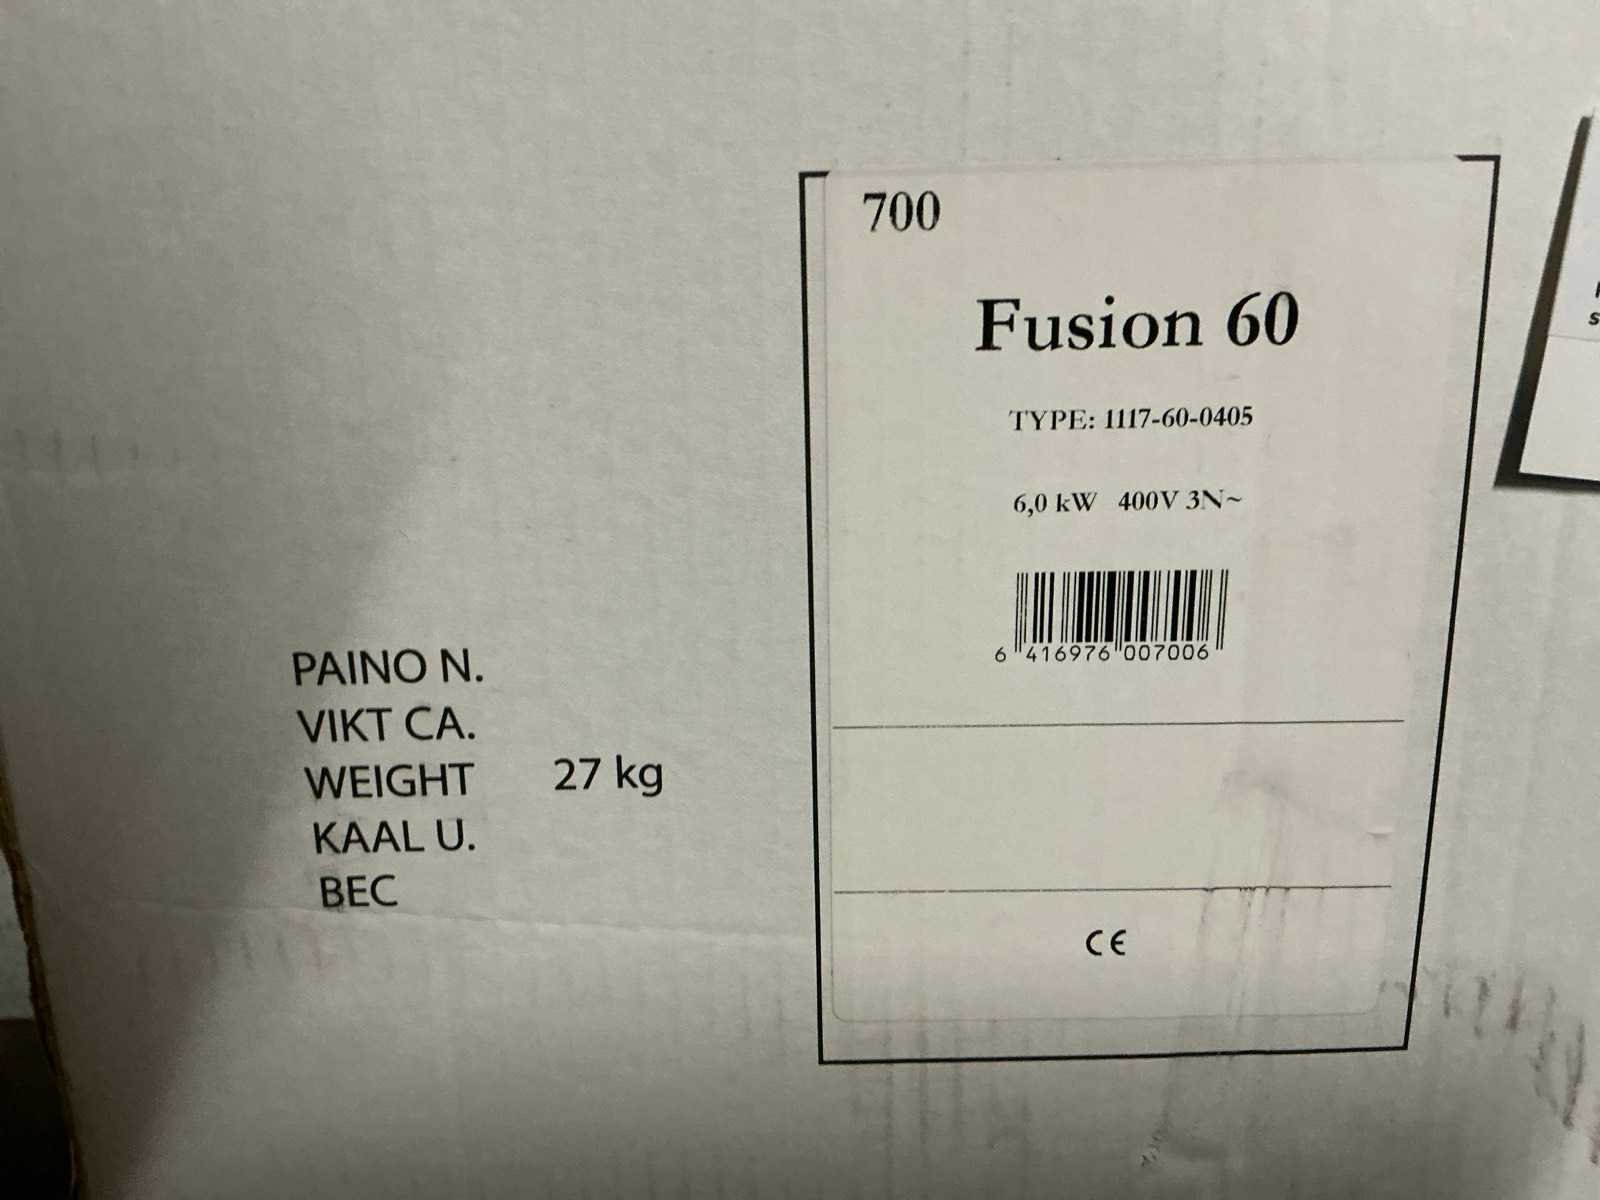 700
Fusion 60
TYPE: 1117-60-0405
6,0 kW 400V 3N~
6 416976 007006
PAINO N.
VIKT CA.
WEIGHT 27 kg
KAAL U.
BEC
CE